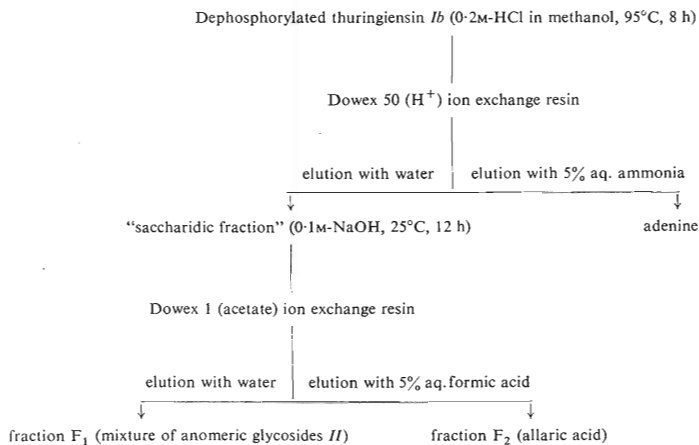 Dephosphorylated thuringiensin Ib (0·2M-HCl in methanol, 95°C, 8 h)
Dowex 50 (H+) ion exchange resin
elution with water elution with 5% aq. ammonia
“saccharidic fraction” (0·1M-NaOH, 25°C, 12 h) adenine
Dowex 1 (acetate) ion exchange resin
elution with water elution with 5% aq. formic acid
fraction F1 (mixture of anomeric glycosides II) fraction F2 (allaric acid)